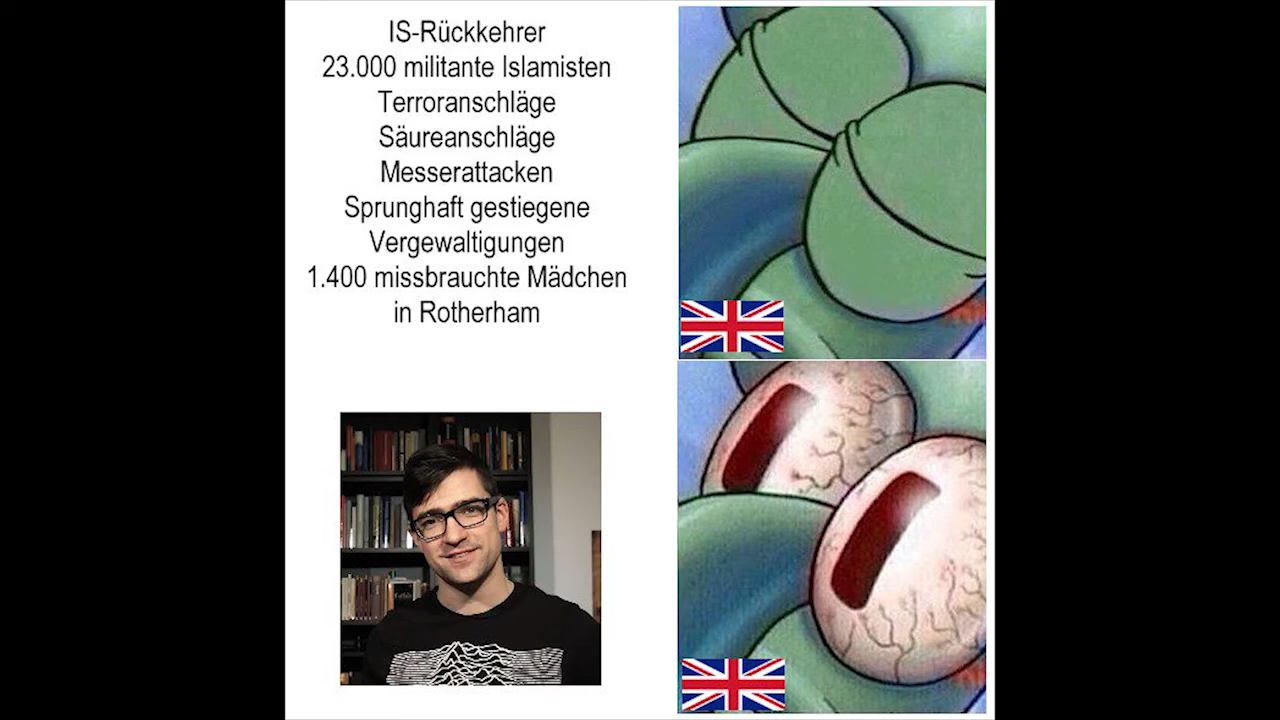 IS-Rückkehrer
23.000 militante Islamisten
Terroranschläge
Säureanschläge
Messerattacken
Sprunghaft gestiegene
Vergewaltigungen
1.400 missbrauchte Mädchen
in Rotherham